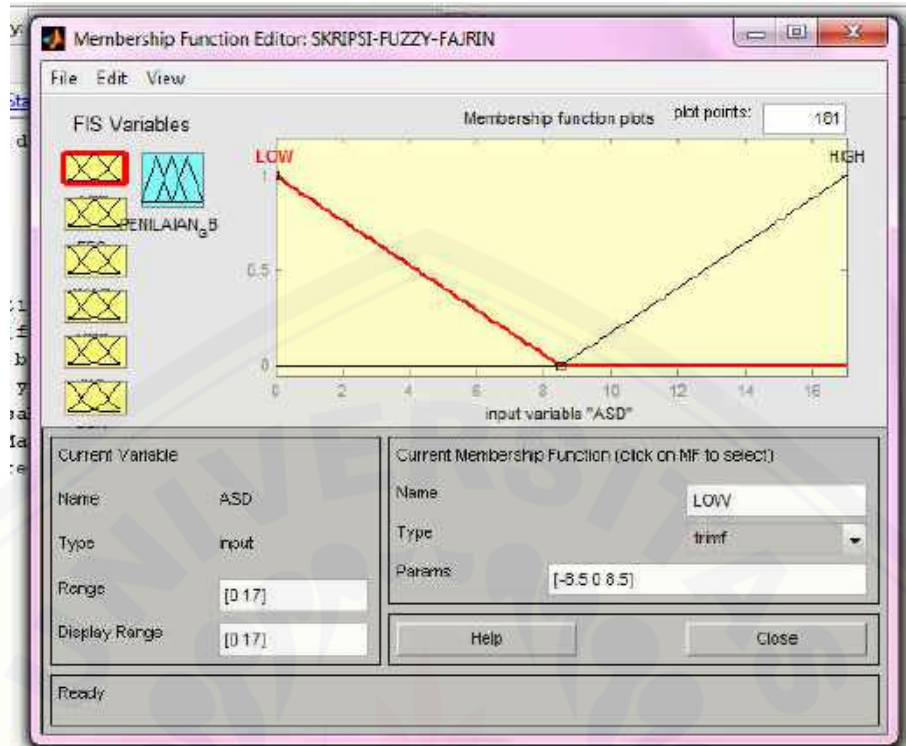 Membership Function Editor: SKRIPSI-FUZZY-FAJRIN
File Edit View
FIS Variables
Membership function plots plot points: 181
PENILAIAN_GB
LOW
HIGH
1
0.5
0
0 2 4 6 8 10 12 14 16
input variable "ASD"
Current Variable
Name ASD
Type input
Range [0 17]
Display Range [0 17]
Current Membership Function (click on MF to select)
Name LOW
Type trimf
Params [-8.5 0 8.5]
Help Close
Ready
UNIVERSITAS